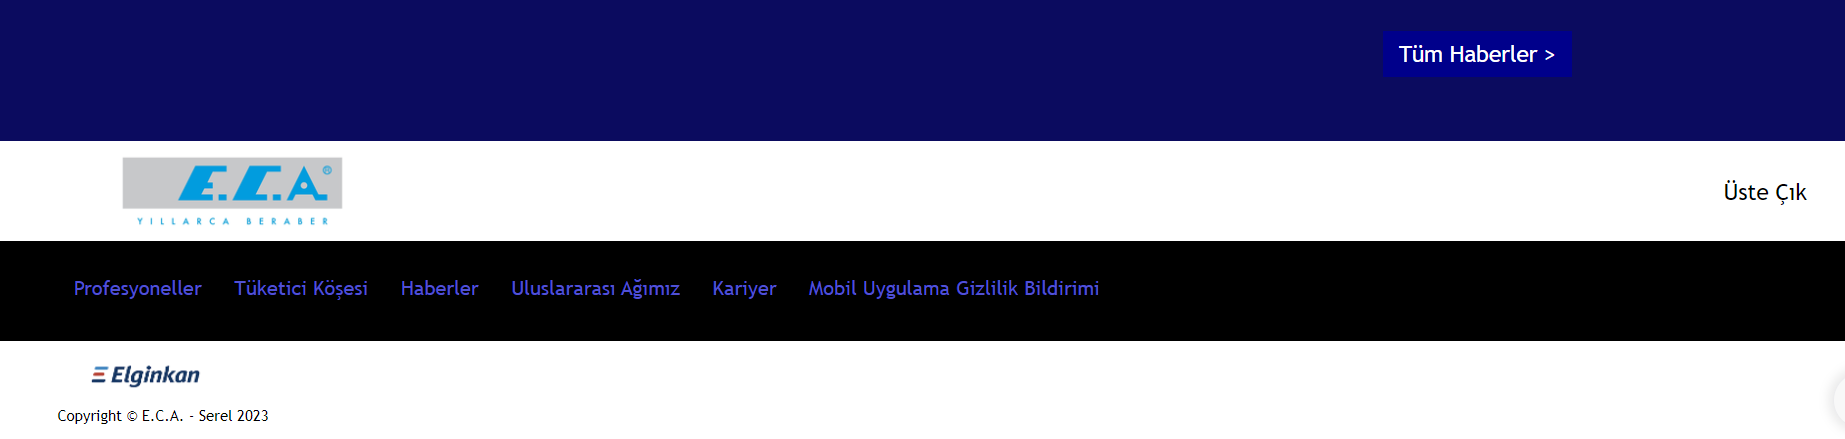 Tüm Haberler >
E.C.A.®
YILLARCA BERABER
Üste Çık
Profesyoneller Tüketici Köşesi Haberler Uluslararası Ağımız Kariyer Mobil Uygulama Gizlilik Bildirimi
Elginkan
Copyright © E.C.A. - Serel 2023